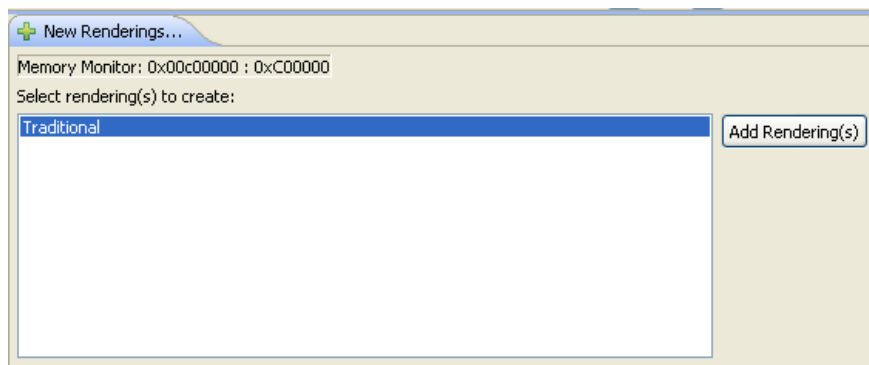 New Renderings...
Memory Monitor: 0x00c00000 : 0xC00000
Select rendering(s) to create:
Traditional
Add Rendering(s)